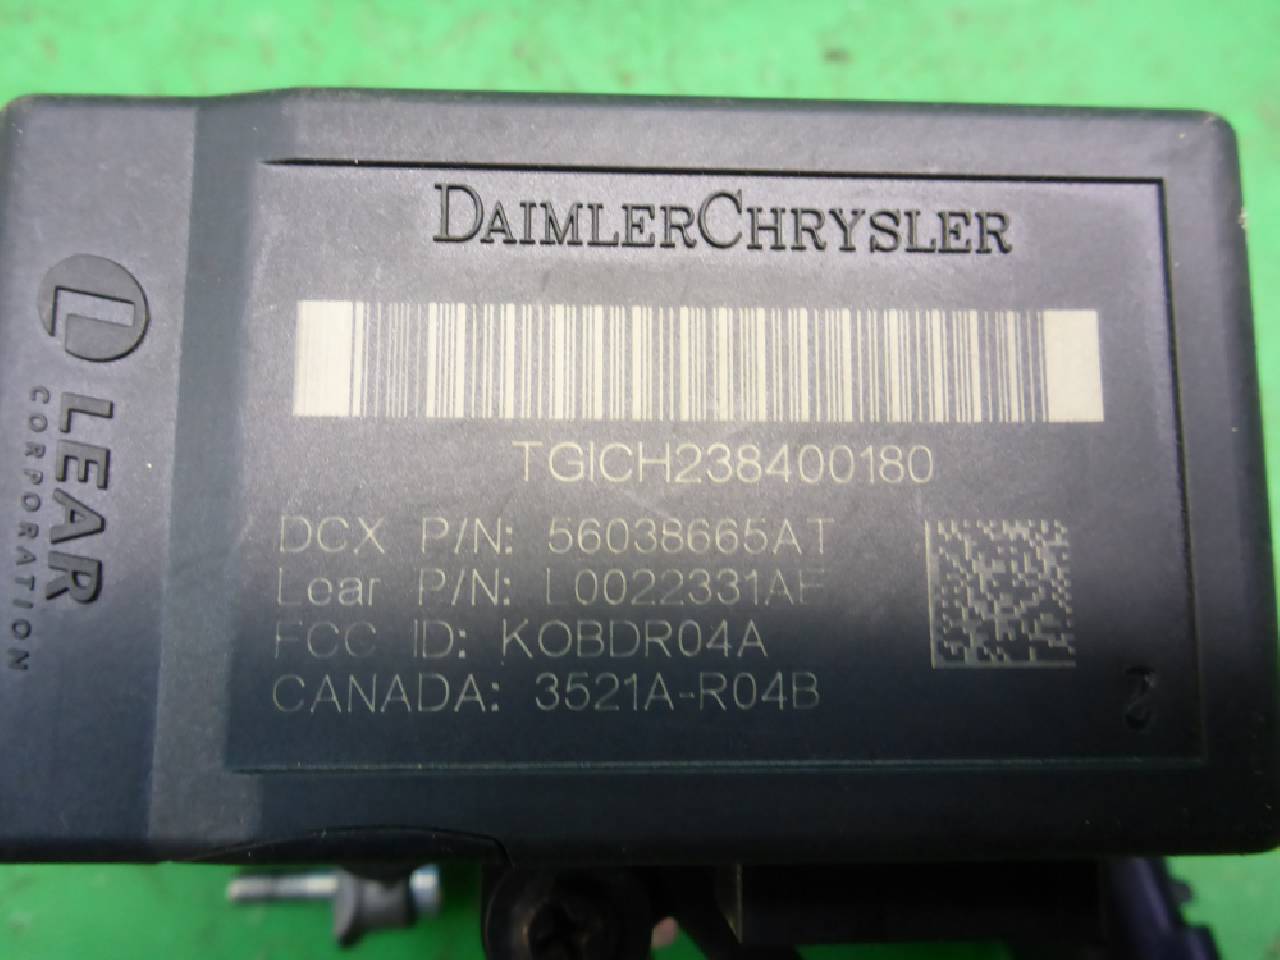 DAIMLERCHRYSLER
TGICH238400180
DCX P/N: 56038665AT
Lear P/N: L0022331AE
FCC ID: KOBDR04A
CANADA: 3521A-R04B
L LEAR
CORPORATION